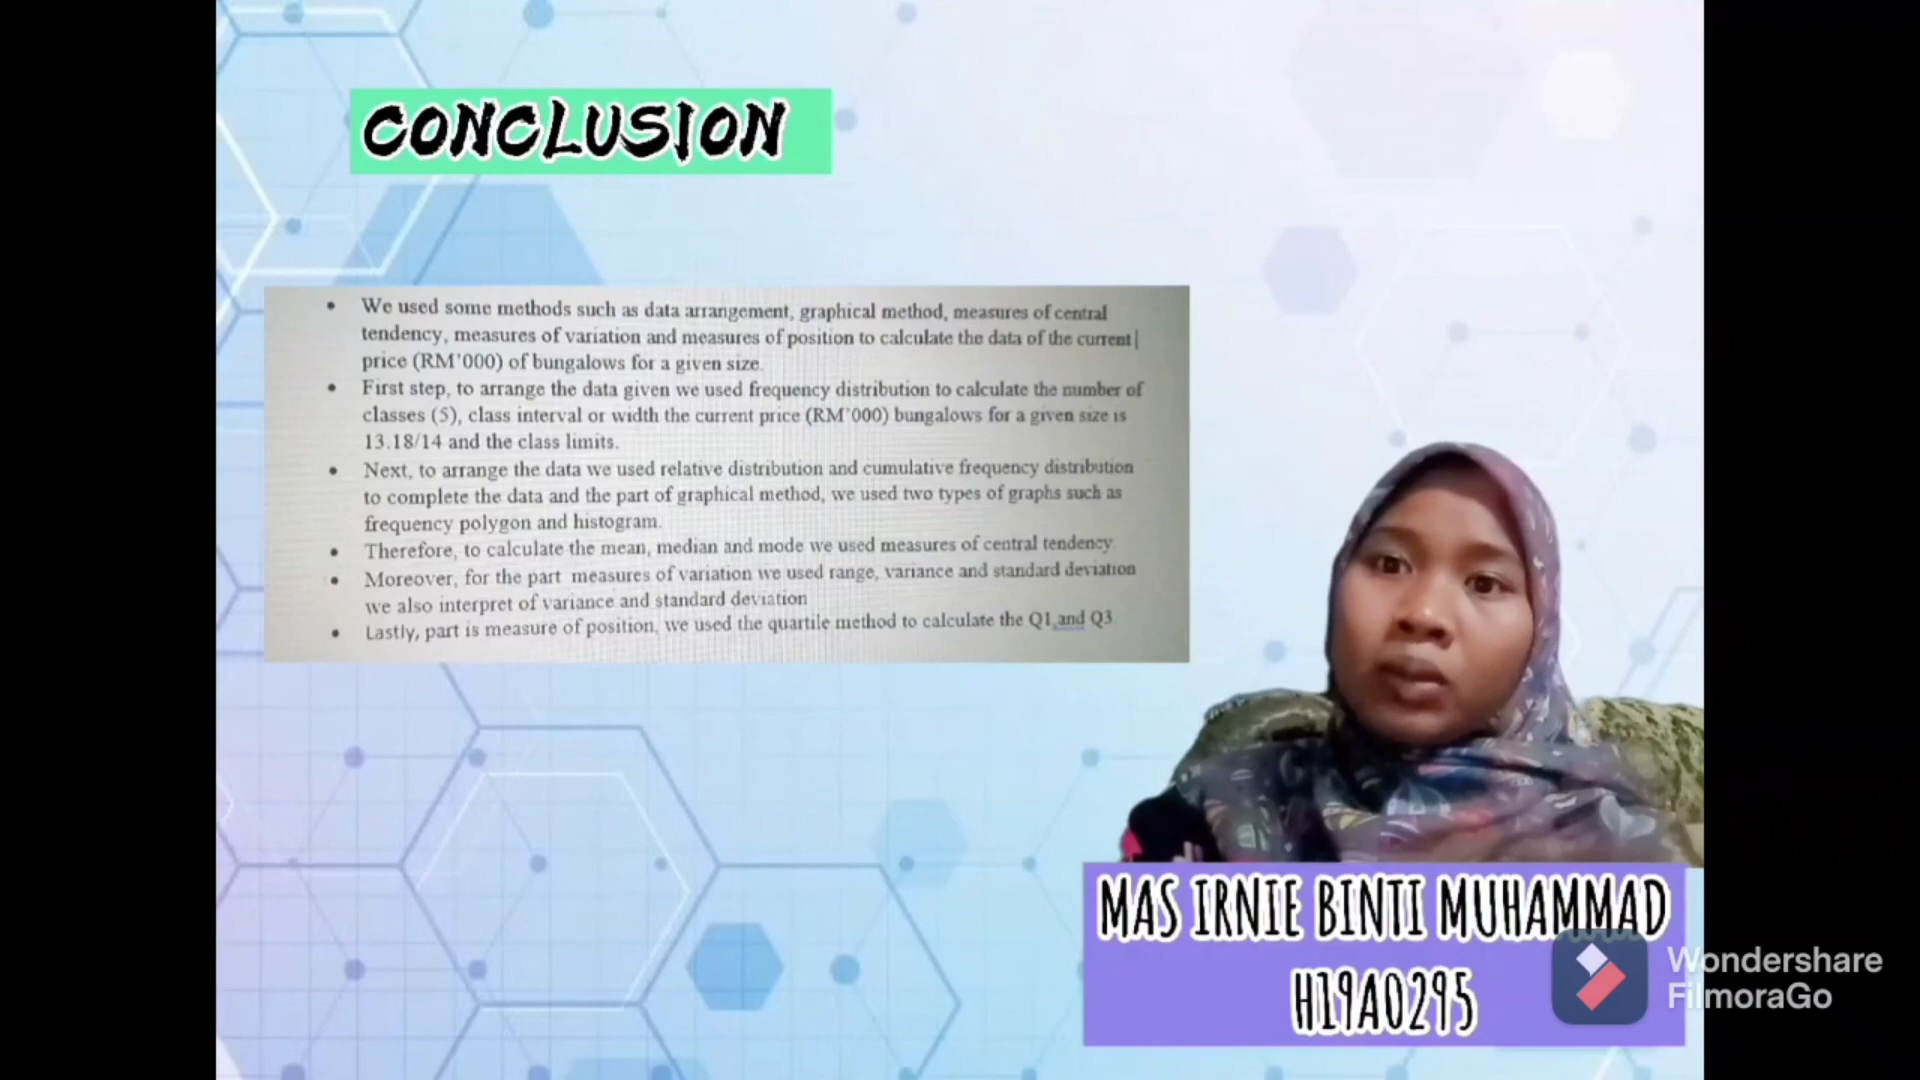 CONCLUSION
• We used some methods such as data arrangement, graphical method, measures of central
tendency, measures of variation and measures of position to calculate the data of the current
price (RM'000) of bungalows for a given size.
• First step, to arrange the data given we used frequency distribution to calculate the number of
classes (5), class interval or width the current price (RM'000) bungalows for a given size is
13.18/14 and the class limits.
• Next, to arrange the data we used relative distribution and cumulative frequency distribution
to complete the data and the part of graphical method, we used two types of graphs such as
frequency polygon and histogram.
• Therefore, to calculate the mean, median and mode we used measures of central tendency.
• Moreover, for the part measures of variation we used range, variance and standard deviation
we also interpret of variance and standard deviation
• Lastly, part is measure of position, we used the quartile method to calculate the Q1 and Q3
MAS IRNIE BINTI MUHAMMAD
H19A0295
Wondershare
FilmoraGo